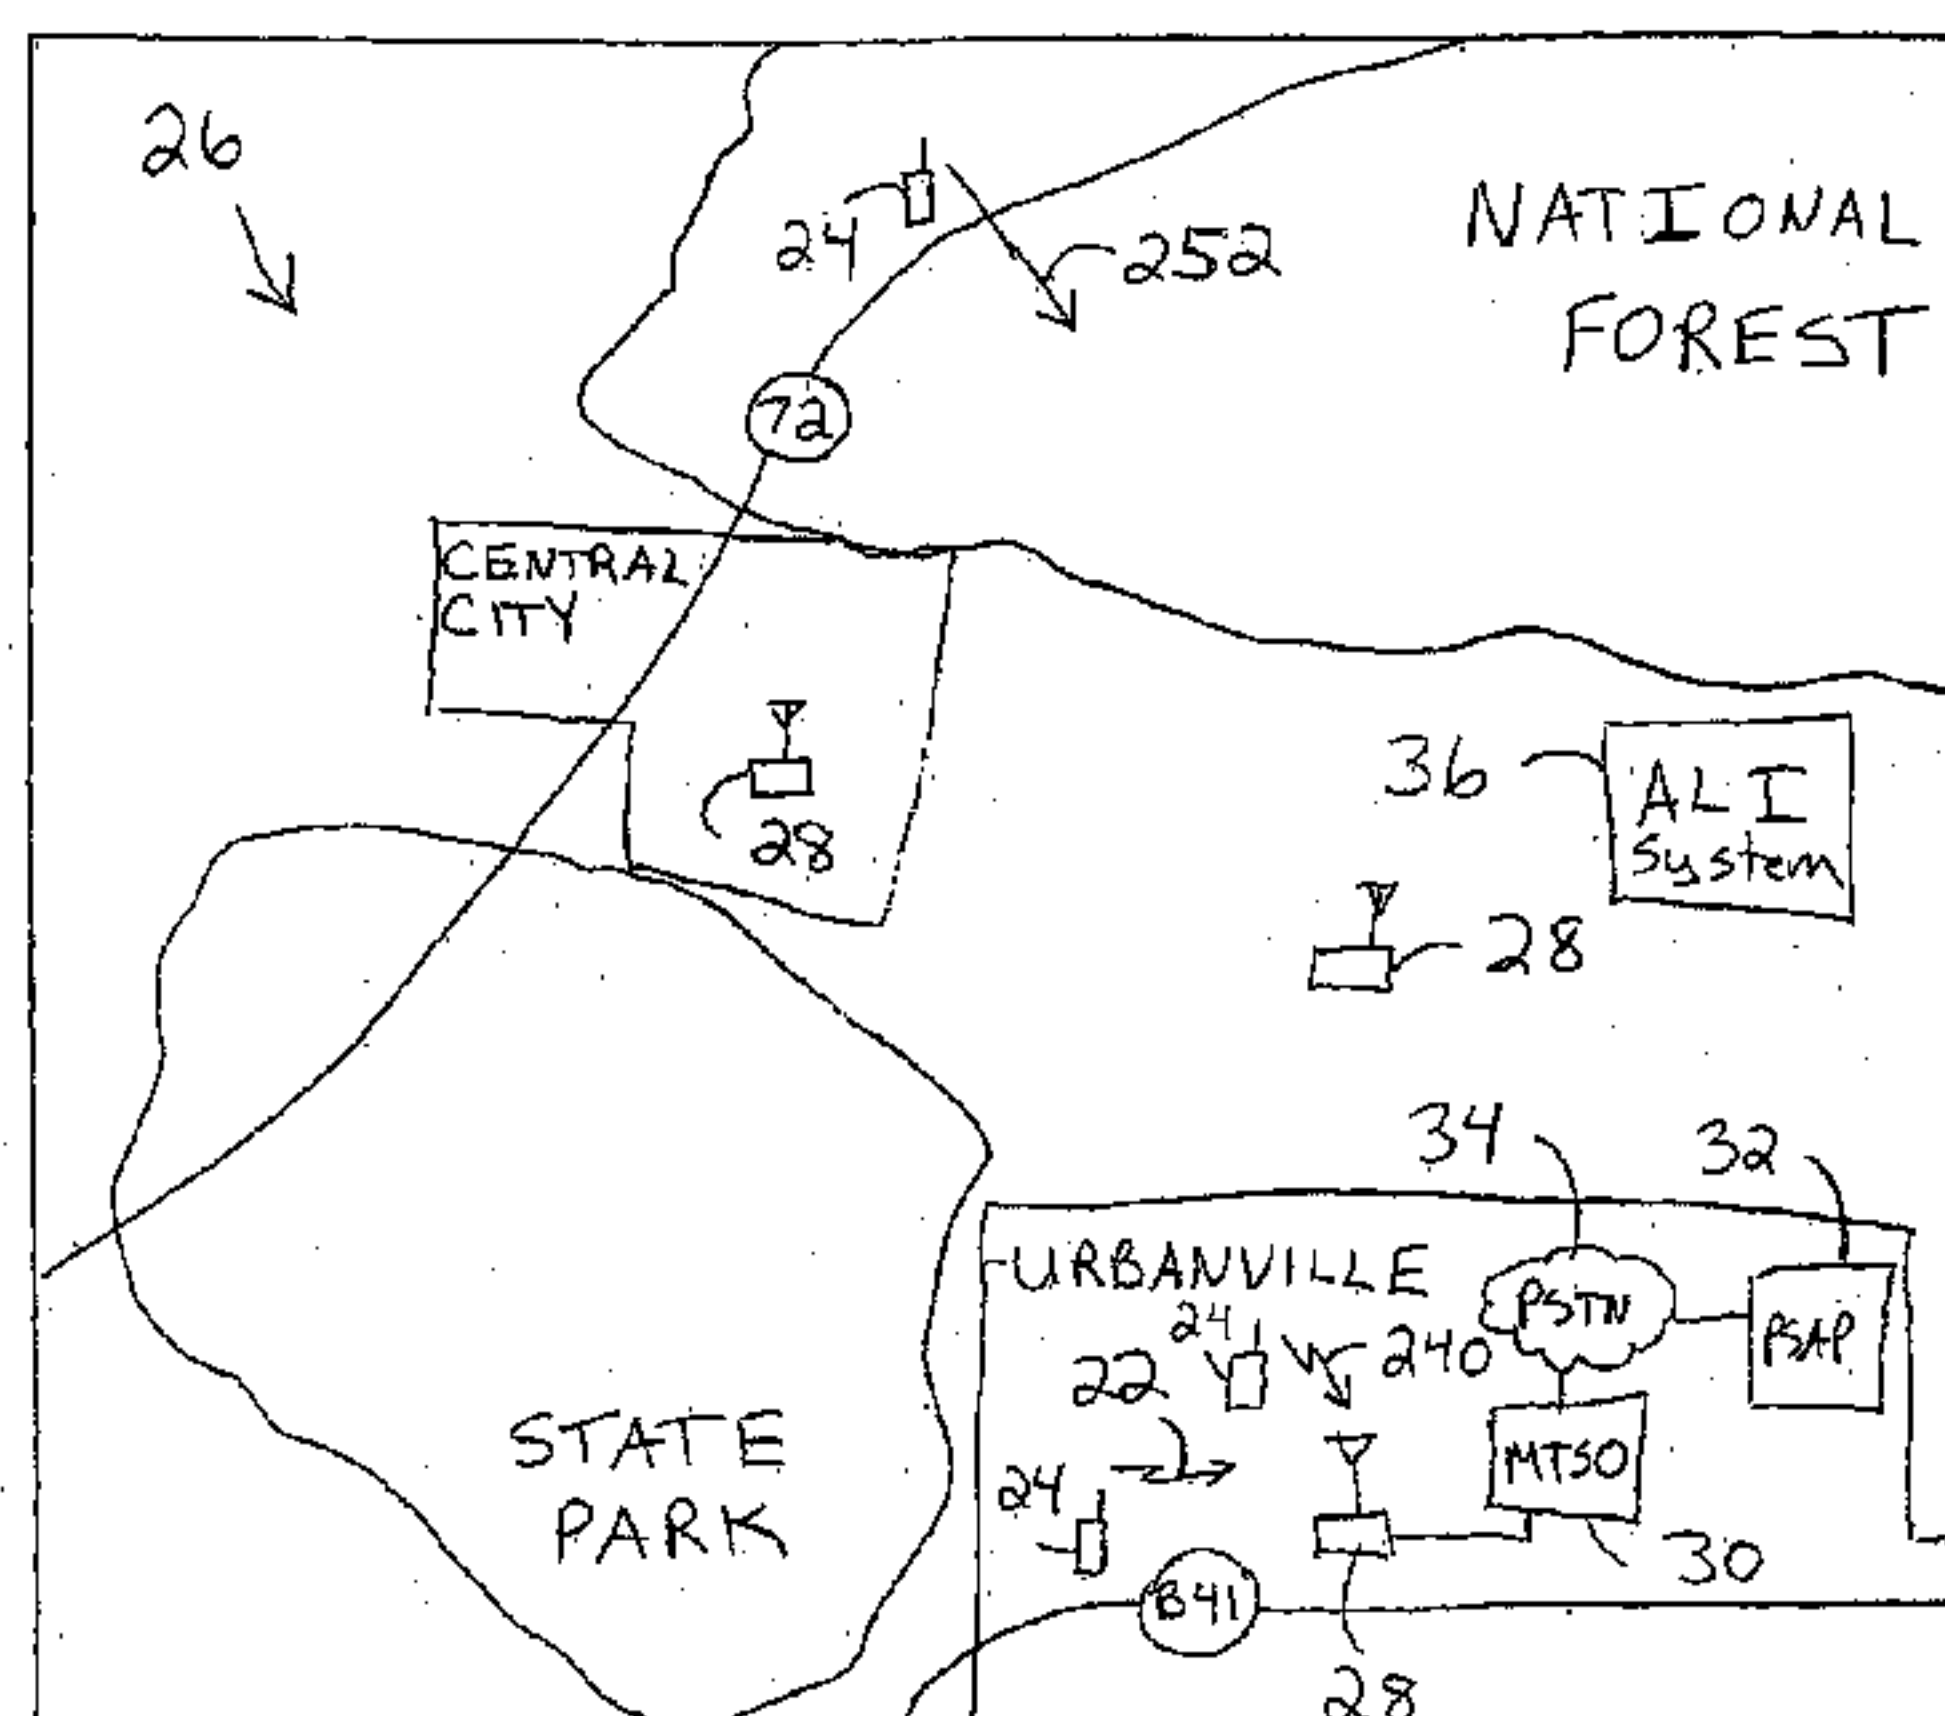 26
24
252
NATIONAL
FOREST
72
CENTRAL
CITY
28
36
ALI
System
28
34
32
URBANVILLE
PSTN
PSAP
24
240
22
MTSO
24
30
841
28
STATE
PARK